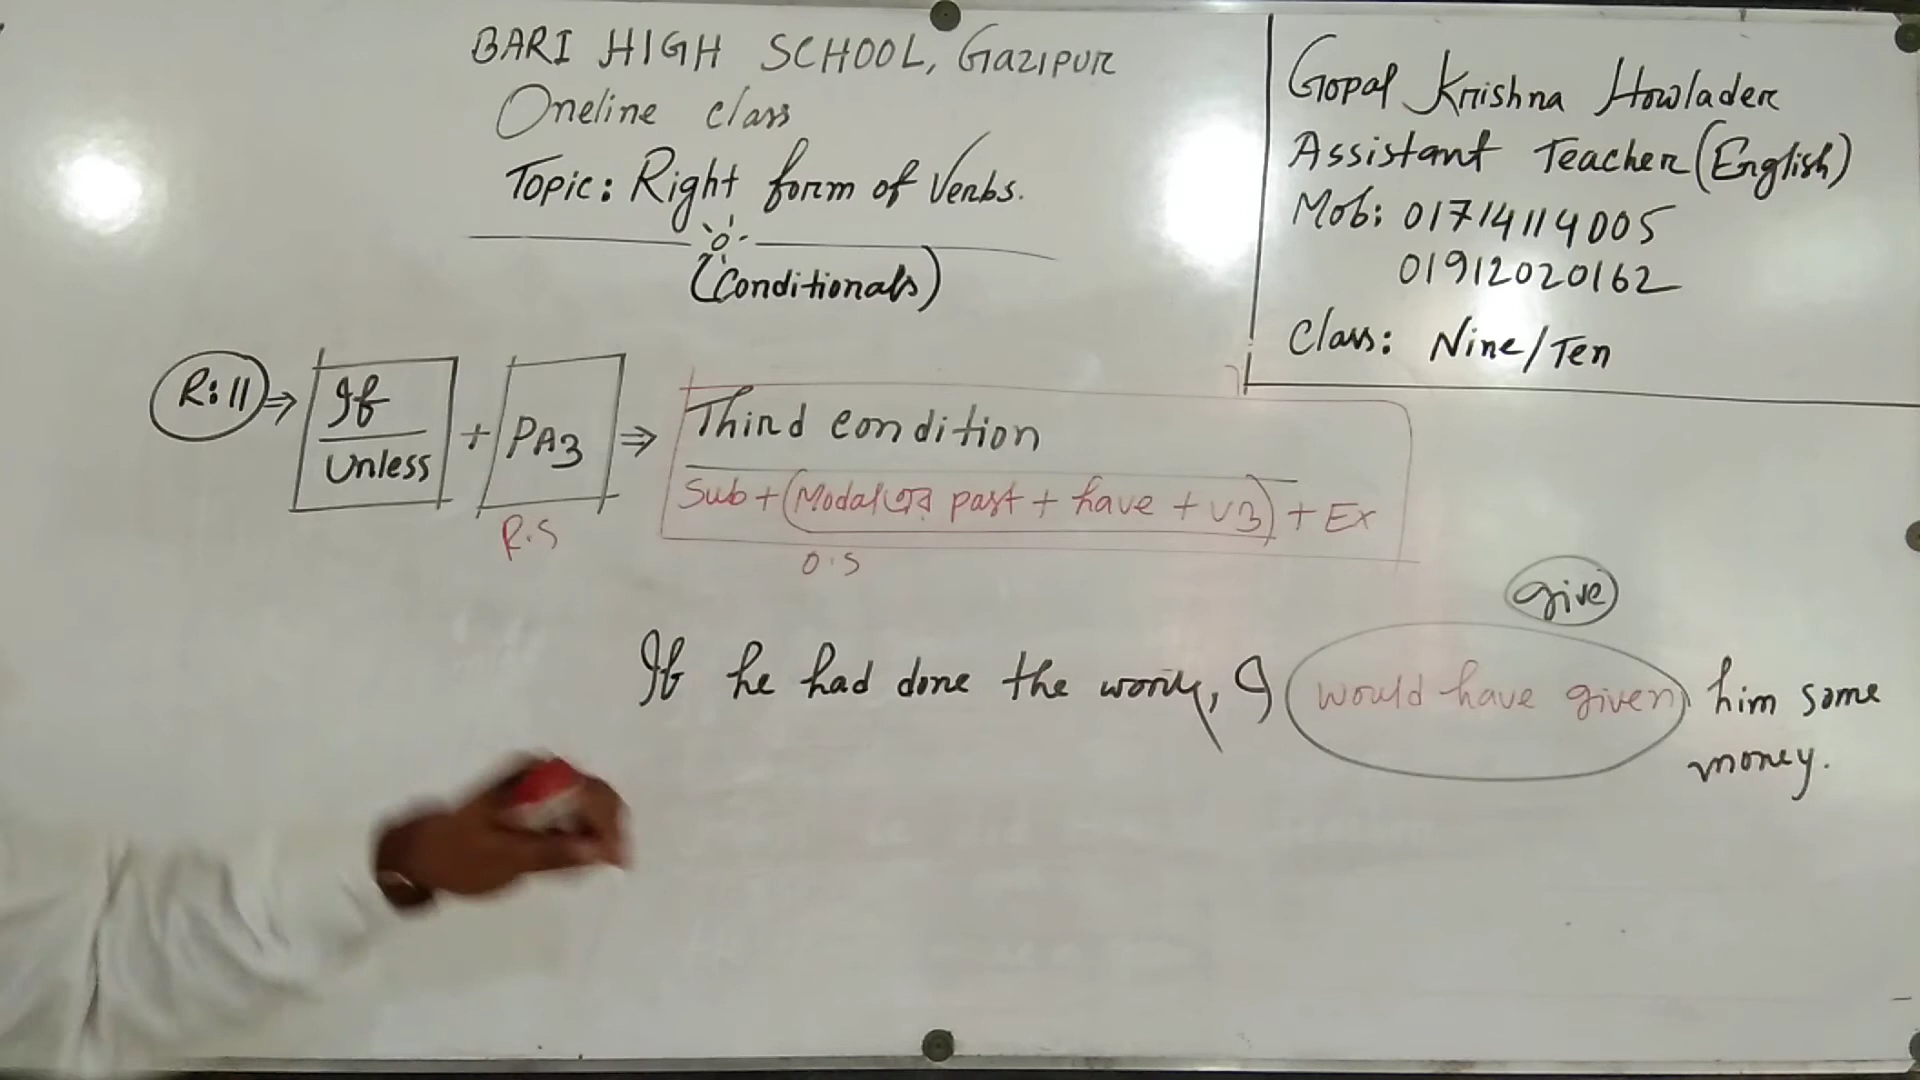 BARI HIGH SCHOOL, Gazipur
Oneline class
Topic: Right form of Verbs.
(Conditionals)
Gopal Krishna Howlader
Assistant Teacher (English)
Mob: 01714114005
01912020162
Class: Nine/Ten
R:11 ⇒ If / Unless + PA3 ⇒ Third condition
Sub + (Modal এর past + have + V3) + Ex
R.S
O.S
give
If he had done the work, I would have given him some
money.